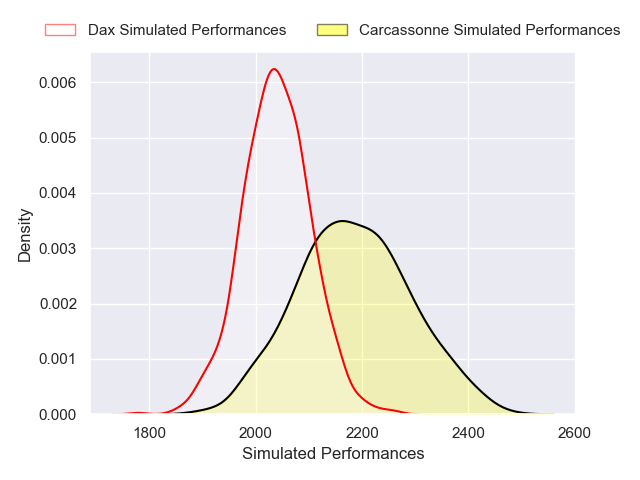 Dax Simulated Performances
Carcassonne Simulated Performances
0.006
0.005
0.004
0.003
0.002
0.001
0.000
Density
1800 2000 2200 2400 2600
Simulated Performances